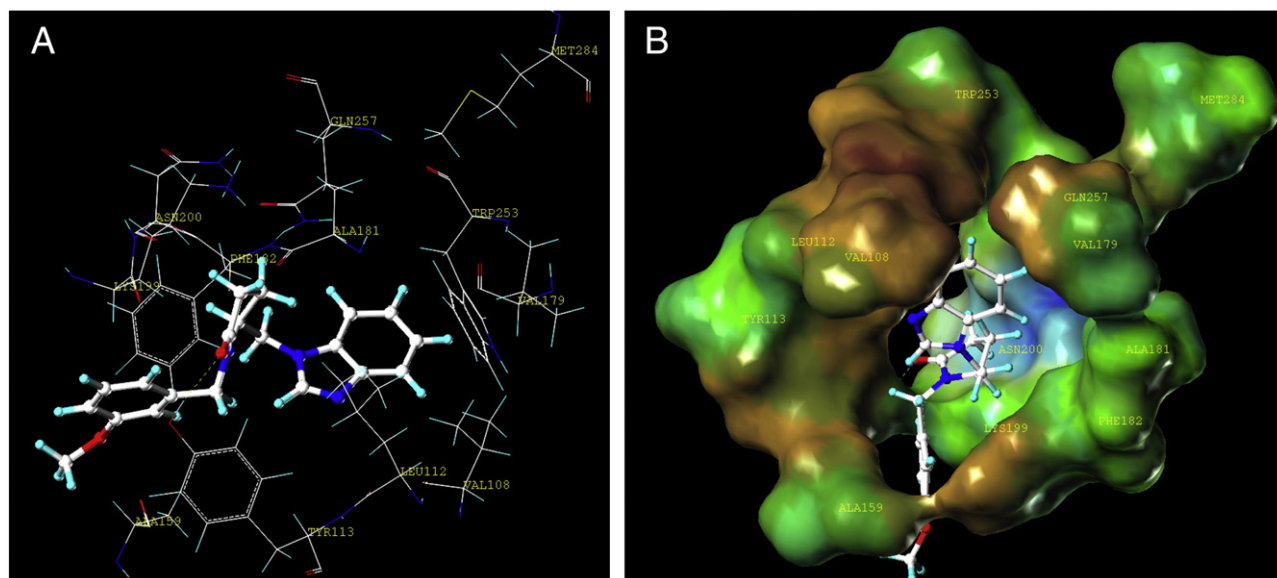 A
MET284
GLN257
ASN200
TRP253
ALA181
PHE182
LYS199
VAL179
LEU112
VAL108
ALA159
TYR113
B
TRP253
MET284
GLN257
LEU112
VAL179
VAL108
TYR113
ASN200
ALA181
LYS199
PHE182
ALA159